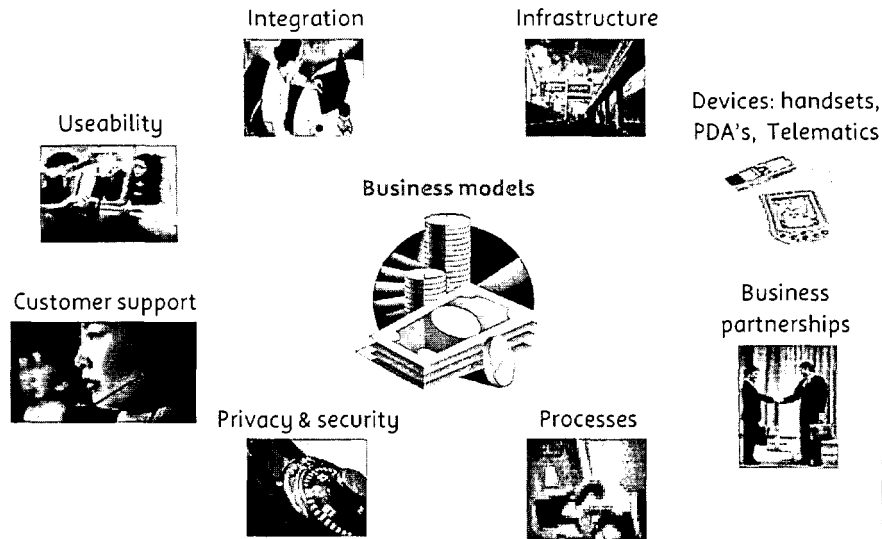 Integration
Infrastructure
Devices: handsets,
PDA's, Telematics
Useability
Business models
Customer support
Business
partnerships
Privacy & security
Processes